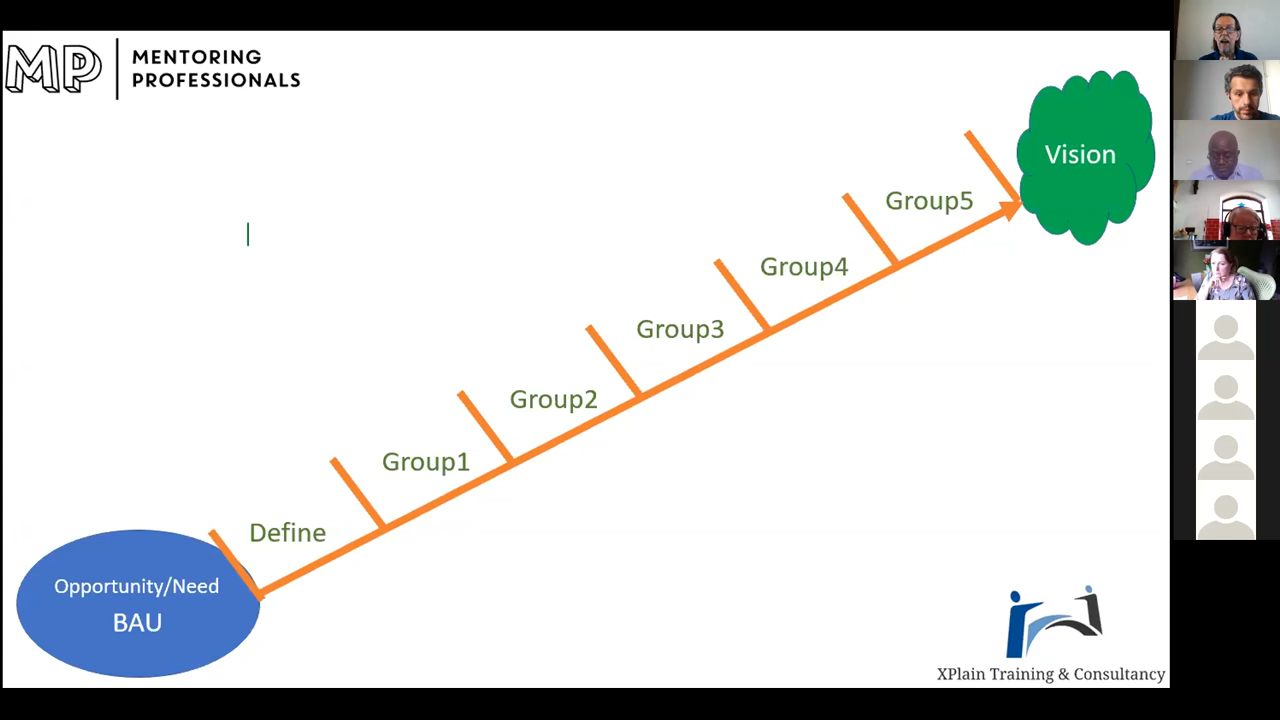 MP
MENTORING
PROFESSIONALS
Vision
Group5
Group4
Group3
Group2
Group1
Define
Opportunity/Need
BAU
XPlain Training & Consultancy